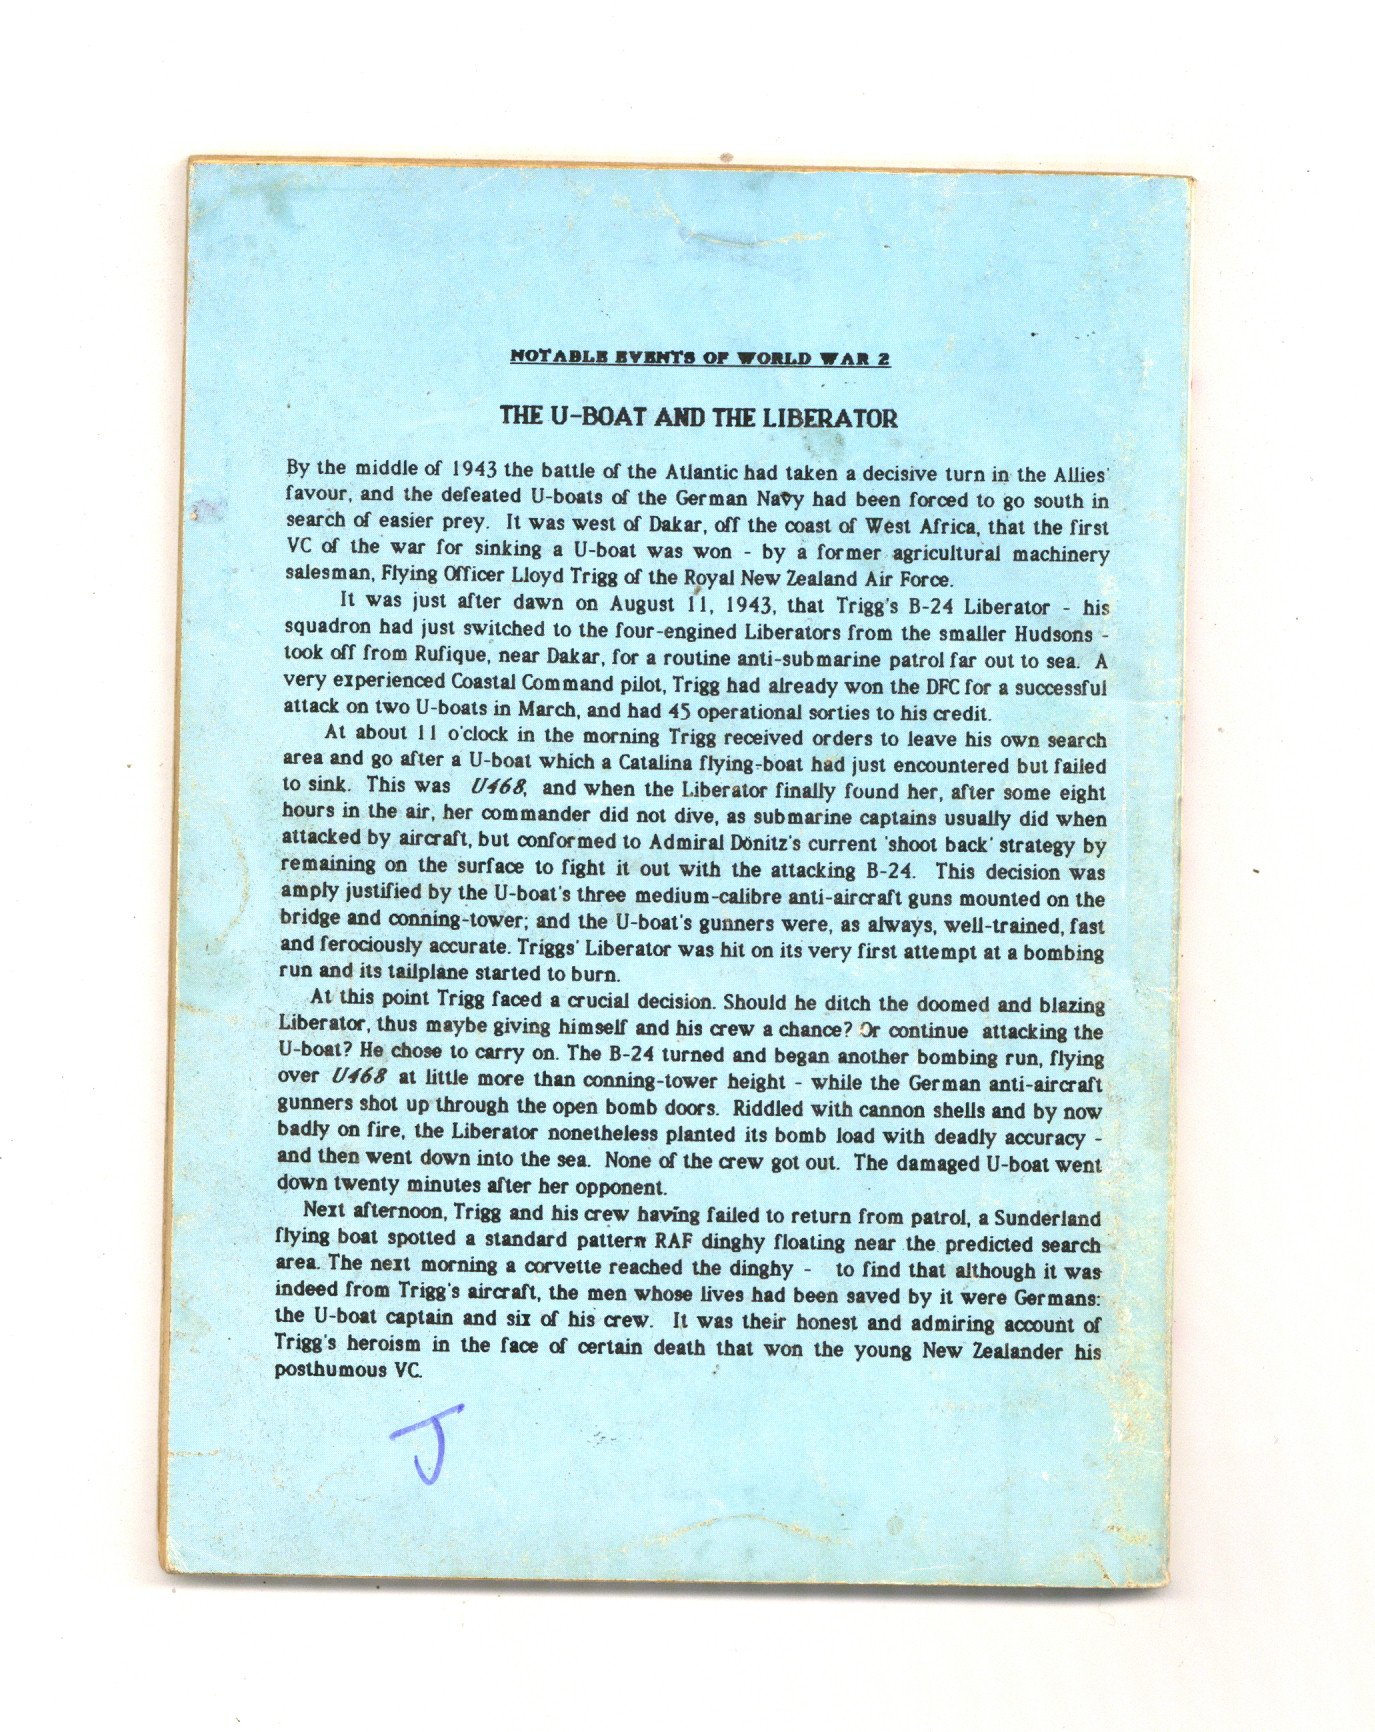 NOTABLE EVENTS OF WORLD WAR 2
THE U-BOAT AND THE LIBERATOR
By the middle of 1943 the battle of the Atlantic had taken a decisive turn in the Allies'
favour, and the defeated U-boats of the German Navy had been forced to go south in
search of easier prey. It was west of Dakar, off the coast of West Africa, that the first
VC of the war for sinking a U-boat was won - by a former agricultural machinery
salesman, Flying Officer Lloyd Trigg of the Royal New Zealand Air Force.
It was just after dawn on August 11, 1943, that Trigg's B-24 Liberator - his
squadron had just switched to the four-engined Liberators from the smaller Hudsons -
took off from Rufique, near Dakar, for a routine anti-submarine patrol far out to sea. A
very experienced Coastal Command pilot, Trigg had already won the DFC for a successful
attack on two U-boats in March, and had 45 operational sorties to his credit.
At about 11 o'clock in the morning Trigg received orders to leave his own search
area and go after a U-boat which a Catalina flying-boat had just encountered but failed
to sink. This was U468, and when the Liberator finally found her, after some eight
hours in the air, her commander did not dive, as submarine captains usually did when
attacked by aircraft, but conformed to Admiral Dönitz's current 'shoot back' strategy by
remaining on the surface to fight it out with the attacking B-24. This decision was
amply justified by the U-boat's three medium-calibre anti-aircraft guns mounted on the
bridge and conning-tower; and the U-boat's gunners were, as always, well-trained, fast
and ferociously accurate. Triggs' Liberator was hit on its very first attempt at a bombing
run and its tailplane started to burn.
At this point Trigg faced a crucial decision. Should he ditch the doomed and blazing
Liberator, thus maybe giving himself and his crew a chance? Or continue attacking the
U-boat? He chose to carry on. The B-24 turned and began another bombing run, flying
over U468 at little more than conning-tower height - while the German anti-aircraft
gunners shot up through the open bomb doors. Riddled with cannon shells and by now
badly on fire, the Liberator nonetheless planted its bomb load with deadly accuracy -
and then went down into the sea. None of the crew got out. The damaged U-boat went
down twenty minutes after her opponent.
Next afternoon, Trigg and his crew having failed to return from patrol, a Sunderland
flying boat spotted a standard pattern RAF dinghy floating near the predicted search
area. The next morning a corvette reached the dinghy - to find that although it was
indeed from Trigg's aircraft, the men whose lives had been saved by it were Germans:
the U-boat captain and six of his crew. It was their honest and admiring account of
Trigg's heroism in the face of certain death that won the young New Zealander his
posthumous VC.
J